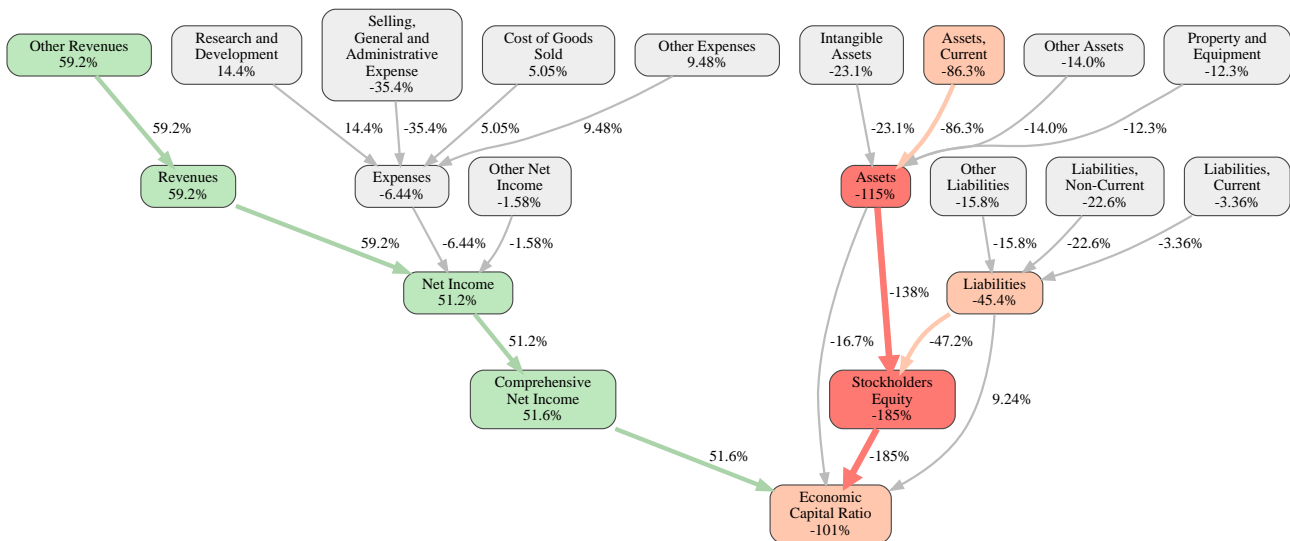 Other Revenues
59.2%
Research and
Development
14.4%
Selling,
General and
Administrative
Expense
-35.4%
Cost of Goods
Sold
5.05%
Other Expenses
9.48%
Intangible
Assets
-23.1%
Assets,
Current
-86.3%
Other Assets
-14.0%
Property and
Equipment
-12.3%
59.2%
14.4%
-35.4%
5.05%
9.48%
-23.1%
-86.3%
-14.0%
-12.3%
Revenues
59.2%
Expenses
-6.44%
Other Net
Income
-1.58%
Assets
-115%
Other
Liabilities
-15.8%
Liabilities,
Non-Current
-22.6%
Liabilities,
Current
-3.36%
59.2%
-6.44%
-1.58%
-15.8%
-22.6%
-3.36%
Net Income
51.2%
-138%
Liabilities
-45.4%
51.2%
-16.7%
-47.2%
Comprehensive
Net Income
51.6%
Stockholders
Equity
-185%
9.24%
51.6%
-185%
Economic
Capital Ratio
-101%